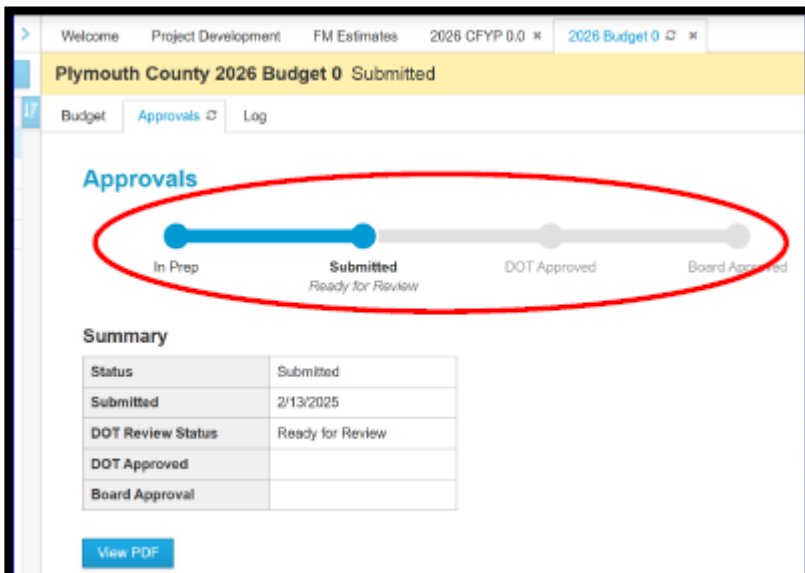 Welcome Project Development FM Estimates 2026 CFYP 0.0 × 2026 Budget 0 ×
Plymouth County 2026 Budget 0 Submitted
Budget Approvals Log
Approvals
In Prep Submitted DOT Approved Board Approved
Ready for Review
Summary
Status Submitted
Submitted 2/13/2025
DOT Review Status Ready for Review
DOT Approved
Board Approval
View PDF